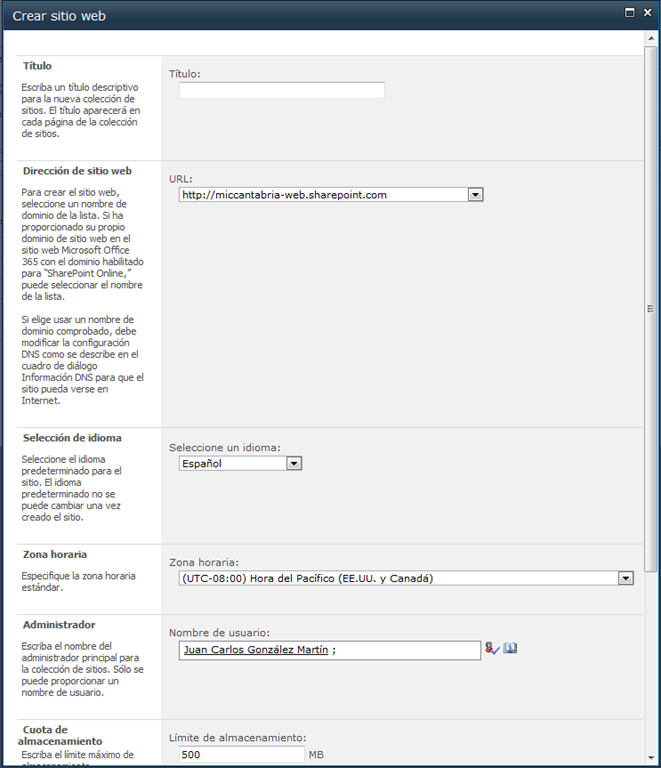 Crear sitio web
Título
Escriba un título descriptivo
para la nueva colección de
sitios. El título aparecerá en
cada página de la colección
de sitios.
Título:
Dirección de sitio web
Para crear el sitio web,
seleccione un nombre de
dominio de la lista. Si ha
proporcionado su propio
dominio de sitio web en el
sitio web Microsoft Office
365 con el dominio habilitado
para “SharePoint Online,”
puede seleccionar el nombre
de la lista.
Si elige usar un nombre de
dominio comprobado, debe
modificar la configuración
DNS como se describe en el
cuadro de diálogo
Información DNS para que el
sitio pueda verse en
Internet.
URL:
http://miccantabria-web.sharepoint.com
Selección de idioma
Seleccione el idioma
predeterminado para el
sitio. El idioma
predeterminado no se
puede cambiar una vez
creado el sitio.
Seleccione un idioma:
Español
Zona horaria
Especifique la zona horaria
estándar.
Zona horaria:
(UTC-08:00) Hora del Pacífico (EE.UU. y Canadá)
Administrador
Escriba el nombre del
administrador principal para
la colección de sitios. Sólo se
puede proporcionar un
nombre de usuario.
Nombre de usuario:
Juan Carlos González Martín ;
Cuota de
almacenamiento
Escriba el límite máximo de
Límite de almacenamiento:
500 MB